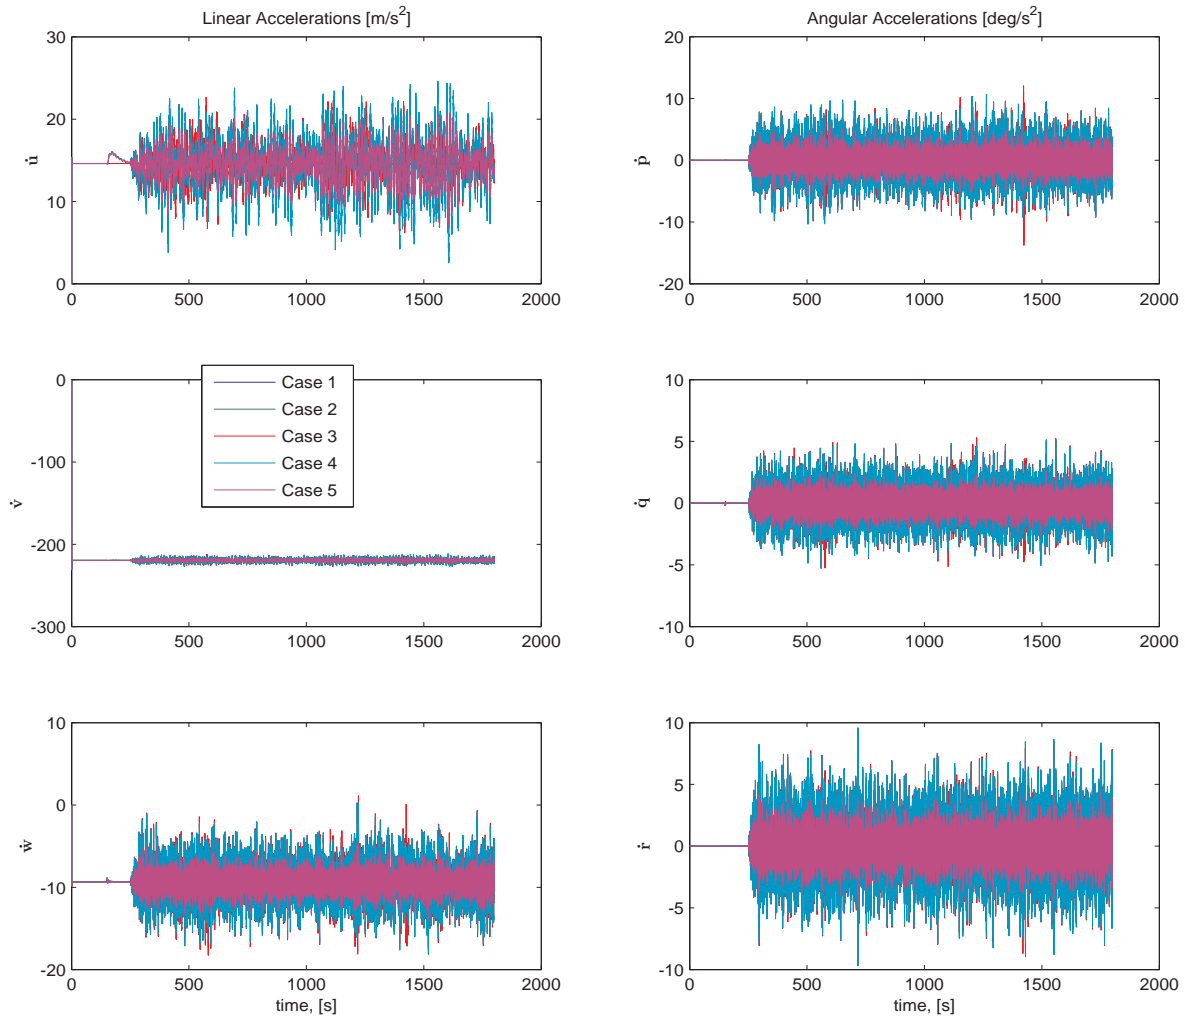 Linear Accelerations [m/s²]
30
20
10
0
u̇
0 500 1000 1500 2000
Angular Accelerations [deg/s²]
20
10
0
-10
-20
ṗ
0 500 1000 1500 2000
0
-100
-200
-300
v̇
0 500 1000 1500 2000
Case 1
Case 2
Case 3
Case 4
Case 5
10
5
0
-5
-10
q̇
0 500 1000 1500 2000
10
0
-10
-20
ẇ
0 500 1000 1500 2000
time, [s]
10
5
0
-5
-10
ṙ
0 500 1000 1500 2000
time, [s]